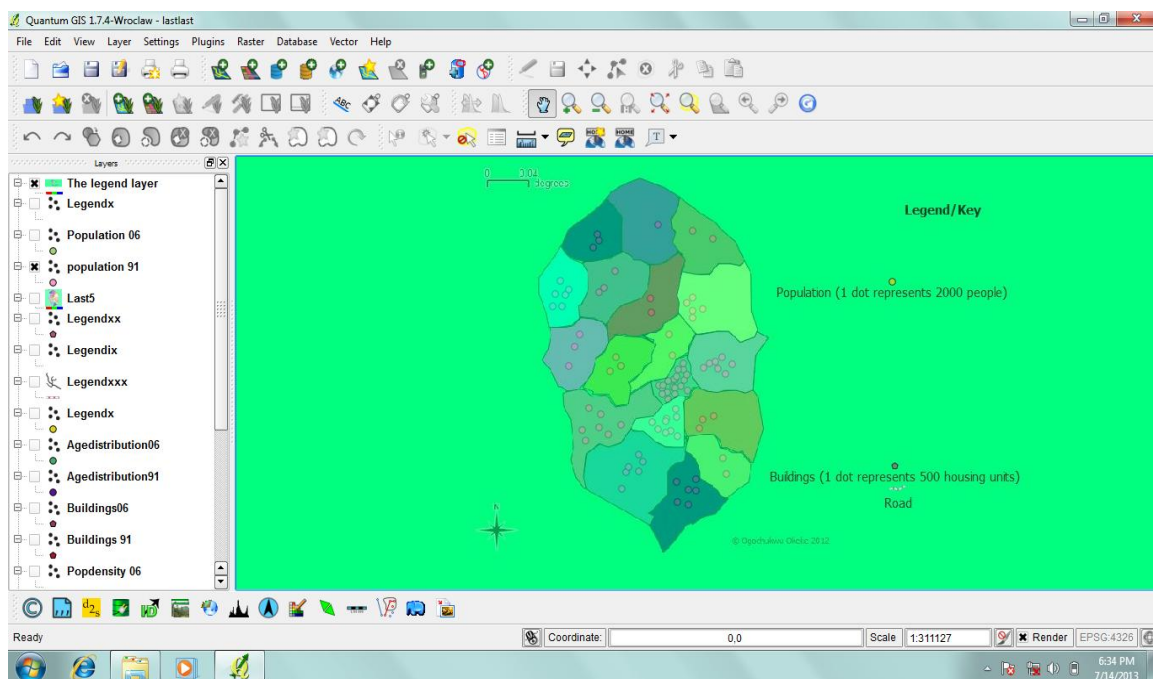 Quantum GIS 1.7.4-Wroclaw - lastlast
File Edit View Layer Settings Plugins Raster Database Vector Help
ABC
HOME
T
Layers
The legend layer
Legendx
Population 06
population 91
Last5
Legendxx
Legendix
Legendxxx
Legendx
Agedistribution06
Agedistribution91
Buildings06
Buildings 91
Popdensity 06
0 3.04
degrees
Legend/Key
Population (1 dot represents 2000 people)
Buildings (1 dot represents 500 housing units)
Road
N
2012
Ready
Coordinate: 0,0 Scale 1:311127 Render EPSG:4326
6:34 PM
7/14/2013